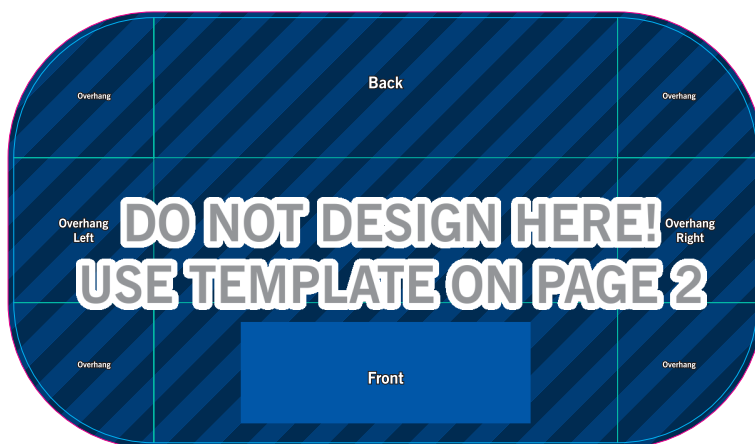 Back
Overhang
Overhang
Overhang
Left
DO NOT DESIGN HERE!
USE TEMPLATE ON PAGE 2
Overhang
Right
Overhang
Front
Overhang